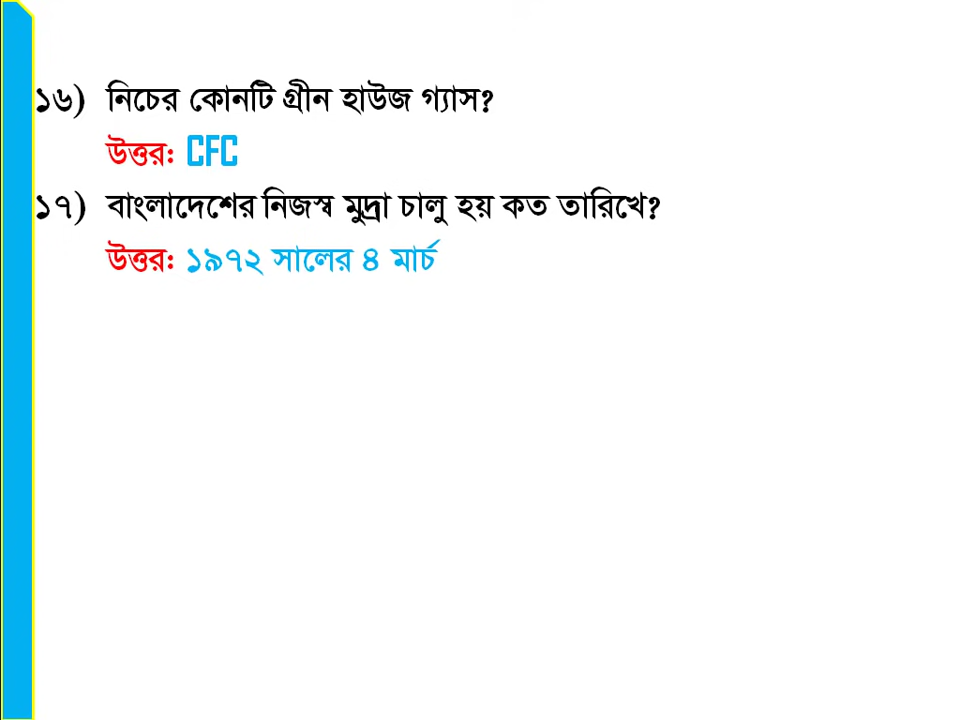 ১৬) নিচের কোনটি গ্রীন হাউজ গ্যাস?
উত্তর: CFC
১৭) বাংলাদেশের নিজস্ব মুদ্রা চালু হয় কত তারিখে?
উত্তর: ১৯৭২ সালের ৪ মার্চ